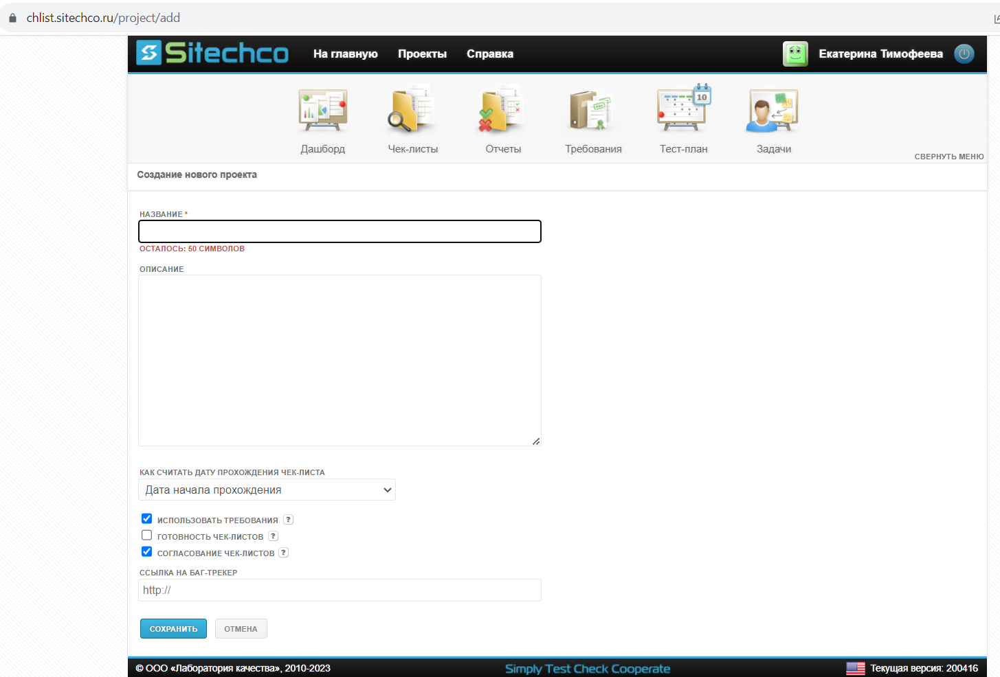 chlist.sitechco.ru/project/add
Sitechco На главную Проекты Справка Екатерина Тимофеева
10
Дашборд Чек-листы Отчеты Требования Тест-план Задачи
СВЕРНУТЬ МЕНЮ
Создание нового проекта
НАЗВАНИЕ *
ОСТАЛОСЬ: 50 СИМВОЛОВ
ОПИСАНИЕ
КАК СЧИТАТЬ ДАТУ ПРОХОЖДЕНИЯ ЧЕК-ЛИСТА
Дата начала прохождения
ИСПОЛЬЗОВАТЬ ТРЕБОВАНИЯ ?
ГОТОВНОСТЬ ЧЕК-ЛИСТОВ ?
СОГЛАСОВАНИЕ ЧЕК-ЛИСТОВ ?
ССЫЛКА НА БАГ-ТРЕКЕР
http://
СОХРАНИТЬ ОТМЕНА
© ООО «Лаборатория качества», 2010-2023 Simply Test Check Cooperate Текущая версия: 200416